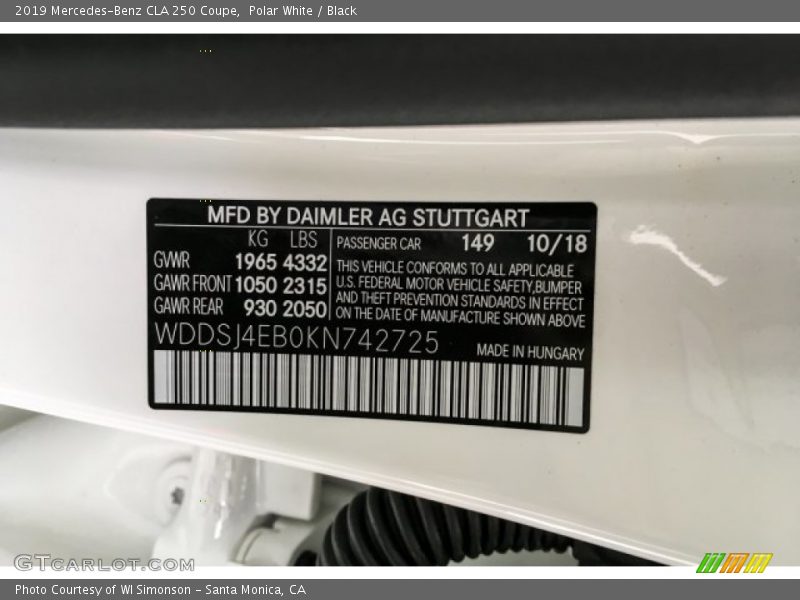 2019 Mercedes-Benz CLA 250 Coupe,  Polar White / Black
MFD BY DAIMLER AG STUTTGART
KG LBS
GVWR 1965 4332
GAWR FRONT 1050 2315
GAWR REAR 930 2050
PASSENGER CAR 149 10/18
THIS VEHICLE CONFORMS TO ALL APPLICABLE
U.S. FEDERAL MOTOR VEHICLE SAFETY,BUMPER
AND THEFT PREVENTION STANDARDS IN EFFECT
ON THE DATE OF MANUFACTURE SHOWN ABOVE
WDDSJ4EB0KN742725
MADE IN HUNGARY
GTcarlot.com
Photo Courtesy of WI Simonson - Santa Monica, CA